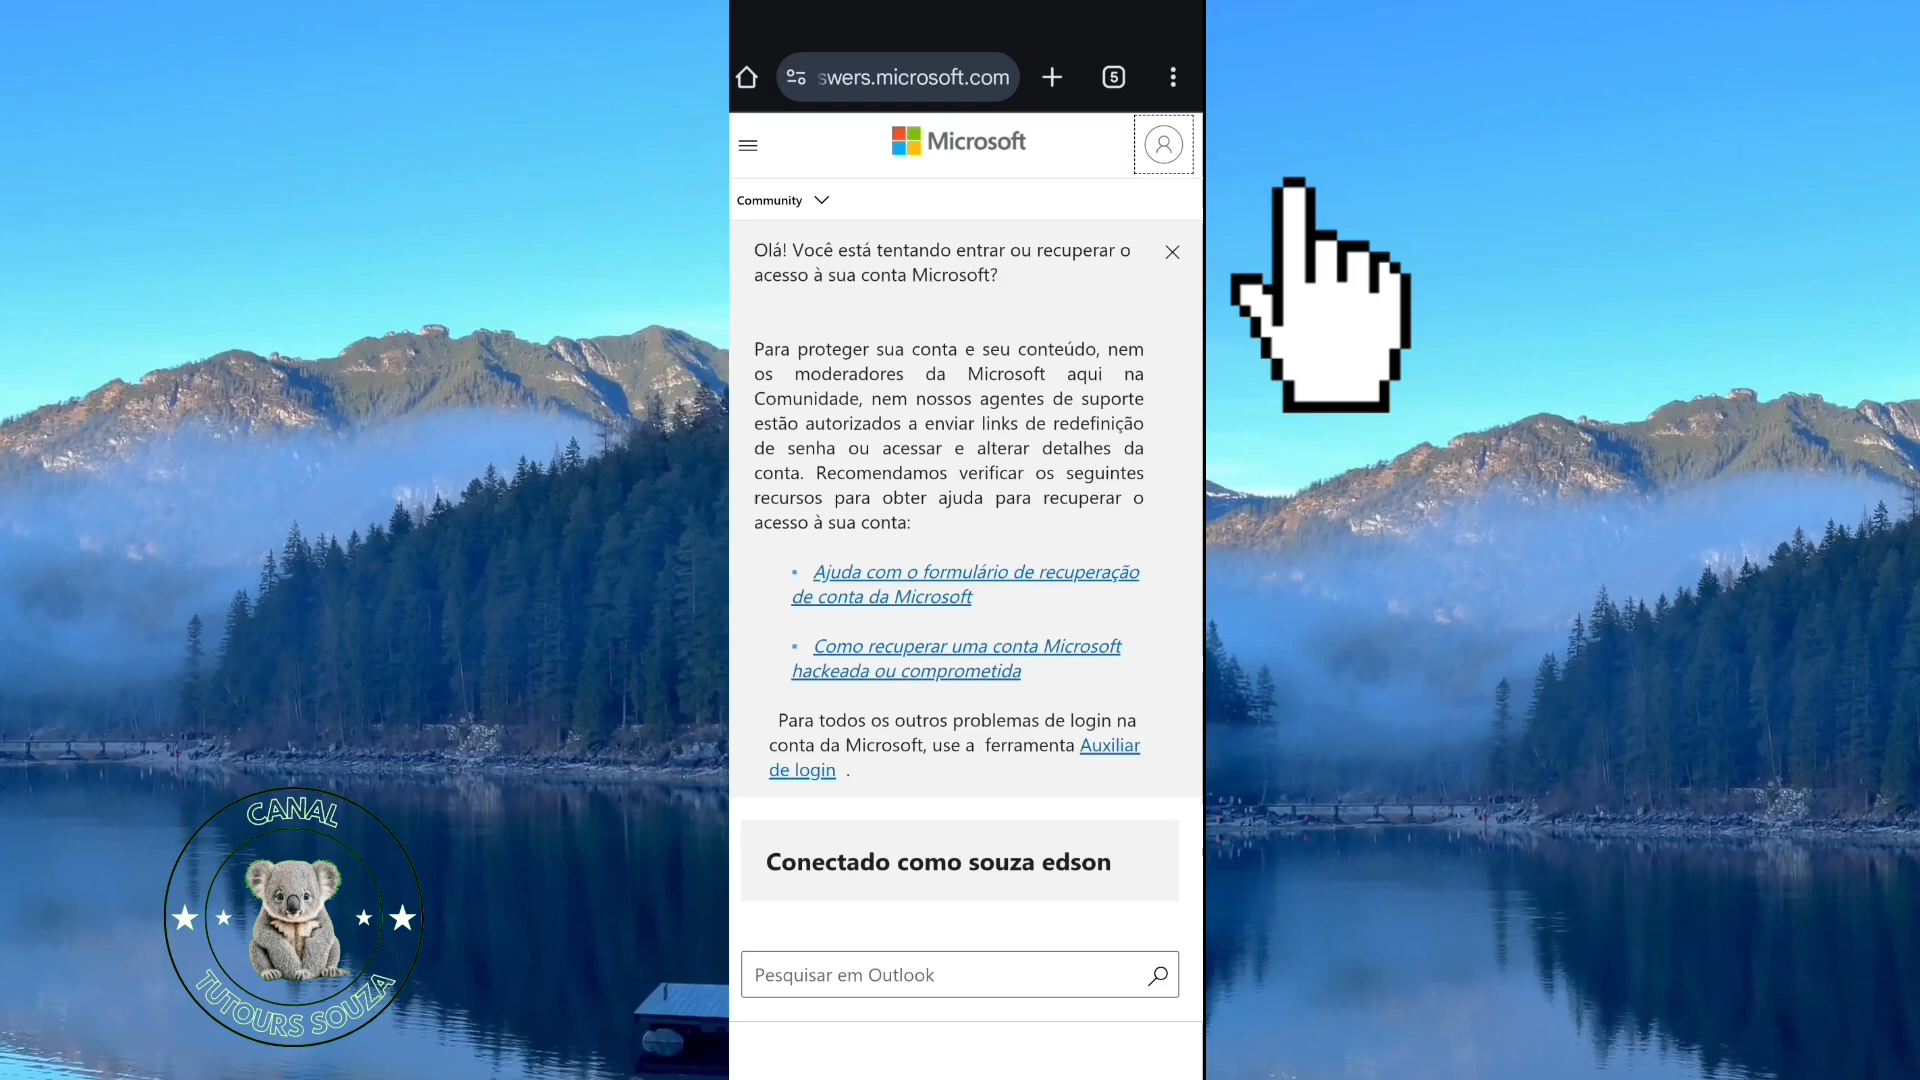 swers.microsoft.com
5
Microsoft
Community
Olá! Você está tentando entrar ou recuperar o
acesso à sua conta Microsoft?
Para proteger sua conta e seu conteúdo, nem
os moderadores da Microsoft aqui na
Comunidade, nem nossos agentes de suporte
estão autorizados a enviar links de redefinição
de senha ou acessar e alterar detalhes da
conta. Recomendamos verificar os seguintes
recursos para obter ajuda para recuperar o
acesso à sua conta:
Ajuda com o formulário de recuperação
de conta da Microsoft
Como recuperar uma conta Microsoft
hackeada ou comprometida
Para todos os outros problemas de login na
conta da Microsoft, use a ferramenta Auxiliar
de login .
Conectado como souza edson
Pesquisar em Outlook
CANAL
TUTOURS SOUZA